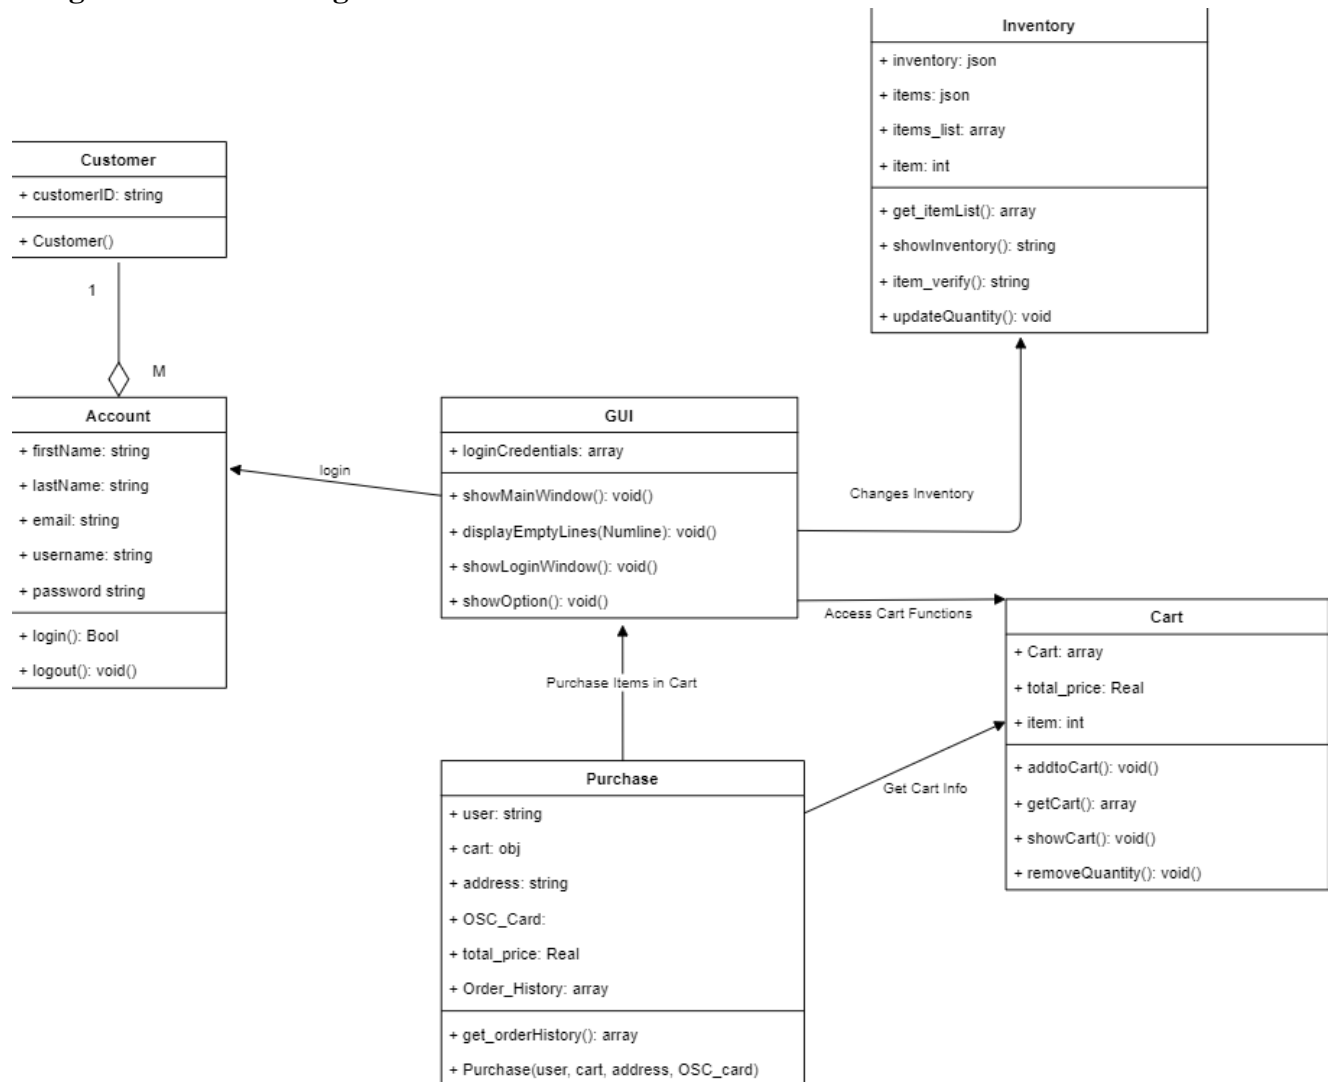 Inventory
+ inventory: json
+ items: json
+ items_list: array
+ item: int
+ get_itemList(): array
+ showInventory(): string
+ item_verify(): string
+ updateQuantity(): void
Customer
+ customerID: string
+ Customer()
1
M
Account
+ firstName: string
+ lastName: string
+ email: string
+ username: string
+ password string
+ login(): Bool
+ logout(): void()
login
GUI
+ loginCredentials: array
+ showMainWindow(): void()
+ displayEmptyLines(Numline): void()
+ showLoginWindow(): void()
+ showOption(): void()
Changes Inventory
Access Cart Functions
Purchase Items in Cart
Cart
+ Cart: array
+ total_price: Real
+ item: int
+ addtoCart(): void()
+ getCart(): array
+ showCart(): void()
+ removeQuantity(): void()
Get Cart Info
Purchase
+ user: string
+ cart: obj
+ address: string
+ OSC_Card:
+ total_price: Real
+ Order_History: array
+ get_orderHistory(): array
+ Purchase(user, cart, address, OSC_card)